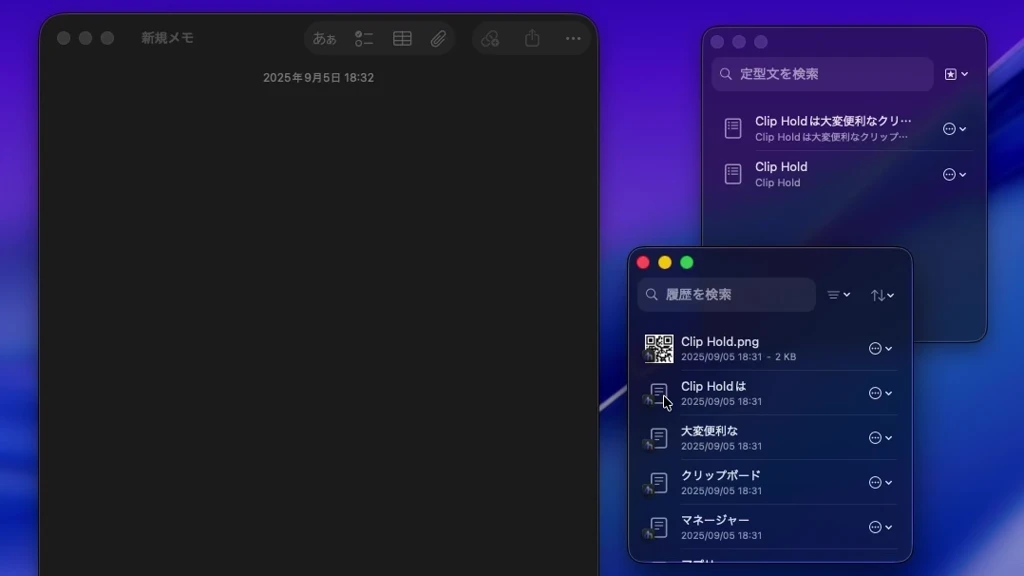 新規メモ
あぁ
2025年9月5日 18:32
定型文を検索
Clip Holdは大変便利なクリ…
Clip Holdは大変便利なクリップ…
Clip Hold
Clip Hold
履歴を検索
Clip Hold.png
2025/09/05 18:31 - 2 KB
Clip Holdは
2025/09/05 18:31
大変便利な
2025/09/05 18:31
クリップボード
2025/09/05 18:31
マネージャー
2025/09/05 18:31